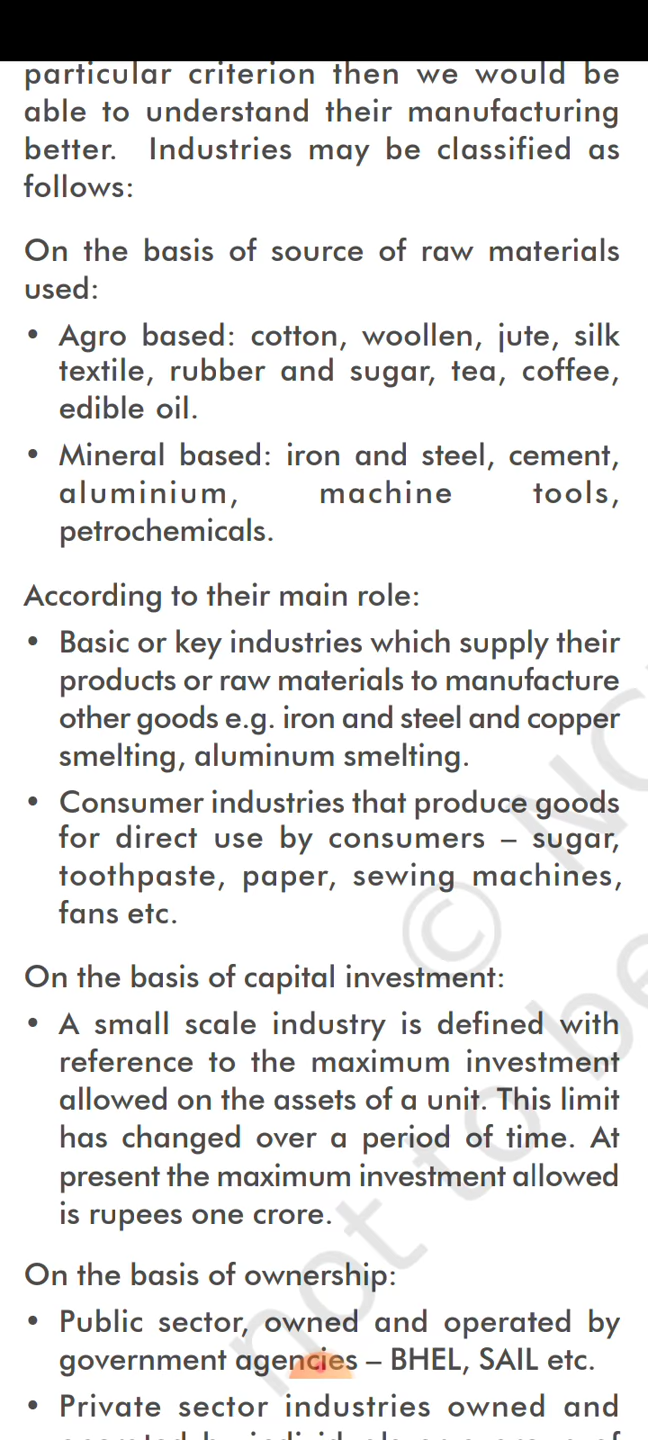 particular criterion then we would be
able to understand their manufacturing
better. Industries may be classified as
follows:
On the basis of source of raw materials
used:
• Agro based: cotton, woollen, jute, silk
textile, rubber and sugar, tea, coffee,
edible oil.
• Mineral based: iron and steel, cement,
aluminium, machine tools,
petrochemicals.
According to their main role:
• Basic or key industries which supply their
products or raw materials to manufacture
other goods e.g. iron and steel and copper
smelting, aluminum smelting.
• Consumer industries that produce goods
for direct use by consumers – sugar,
toothpaste, paper, sewing machines,
fans etc.
On the basis of capital investment:
• A small scale industry is defined with
reference to the maximum investment
allowed on the assets of a unit. This limit
has changed over a period of time. At
present the maximum investment allowed
is rupees one crore.
On the basis of ownership:
• Public sector, owned and operated by
government agencies – BHEL, SAIL etc.
• Private sector industries owned and
© NC
not to be